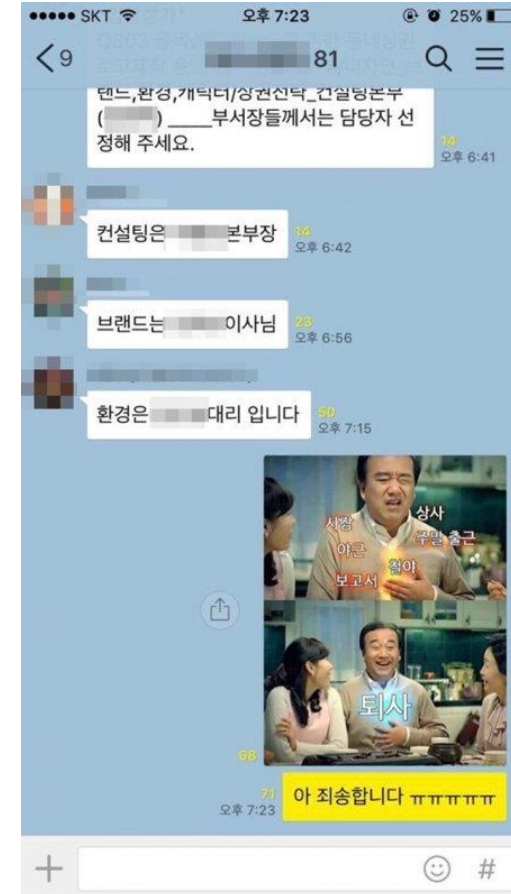 SKT
오후 7:23
25%
9
81
랜드,환경,캐릭터/상권전략_컨설팅본부
( ) ____부서장들께서는 담당자 선
정해 주세요.
14
오후 6:41
컨설팅은 본부장
14
오후 6:42
브랜드는 이사님
23
오후 6:56
환경은 대리 입니다
50
오후 7:15
상사
야근
주말 출근
철야
보고서
퇴사
68
71
오후 7:23
아 죄송합니다 ㅠㅠㅠㅠㅠ
#